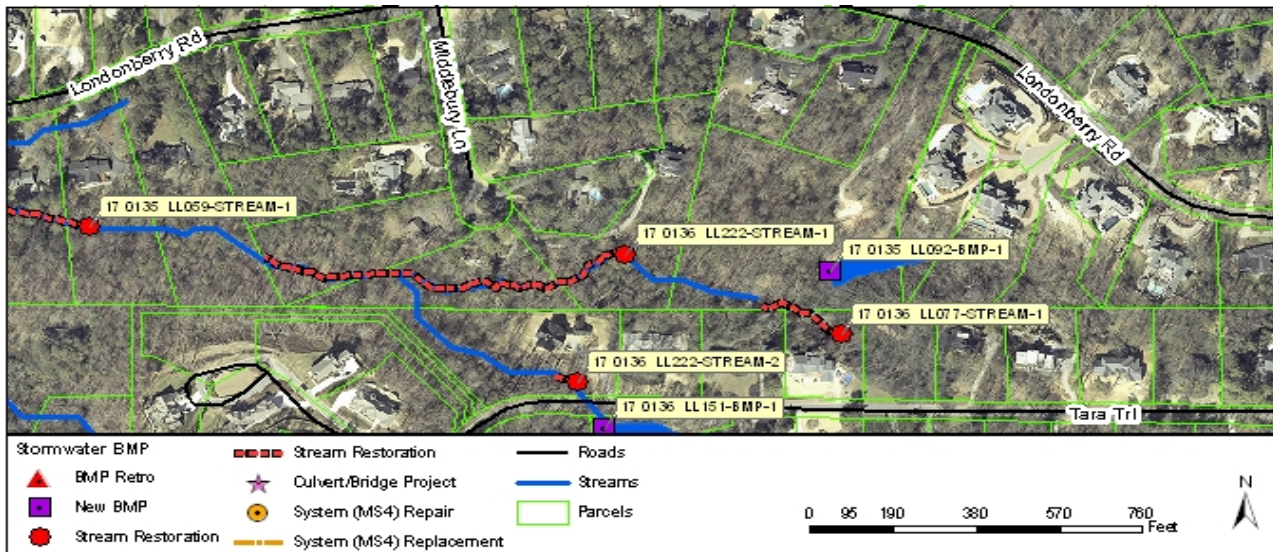 Londonberry Rd
Middlebury Ln
Londonberry Rd
17 0135 LL059-STREAM-1
17 0136 LL222-STREAM-1
17 0135 LL092-BMP-1
17 0136 LL077-STREAM-1
17 0136 LL222-STREAM-2
17 0136 LL151-BMP-1
Tara Trl
Stormwater BMP
BMP Retro
New BMP
Stream Restoration
Stream Restoration
Culvert/Bridge Project
System (MS4) Repair
System (MS4) Replacement
Roads
Streams
Parcels
0 95 190 380 570 760
Feet
N